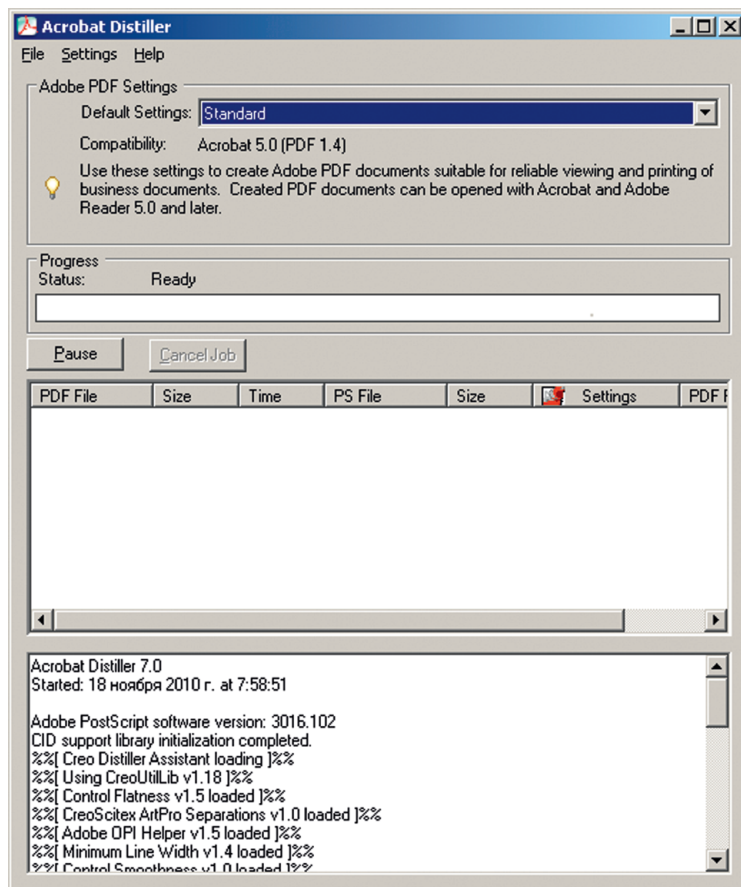 Acrobat Distiller
File Settings Help
Adobe PDF Settings
Default Settings: Standard
Compatibility: Acrobat 5.0 (PDF 1.4)
Use these settings to create Adobe PDF documents suitable for reliable viewing and printing of
business documents. Created PDF documents can be opened with Acrobat and Adobe
Reader 5.0 and later.
Progress
Status: Ready
Pause Cancel Job
PDF File Size Time PS File Size Settings PDF F
Acrobat Distiller 7.0
Started: 18 ноября 2010 г. at 7:58:51
Adobe PostScript software version: 3016.102
CID support library initialization completed.
%%[ Creo Distiller Assistant loading ]%%
%%[ Using CreoUtilLib v1.18 ]%%
%%[ Control Flatness v1.5 loaded ]%%
%%[ CreoScitex ArtPro Separations v1.0 loaded ]%%
%%[ Adobe OPI Helper v1.5 loaded ]%%
%%[ Minimum Line Width v1.4 loaded ]%%
%%[ Control Smoothness v1.0 loaded ]%%